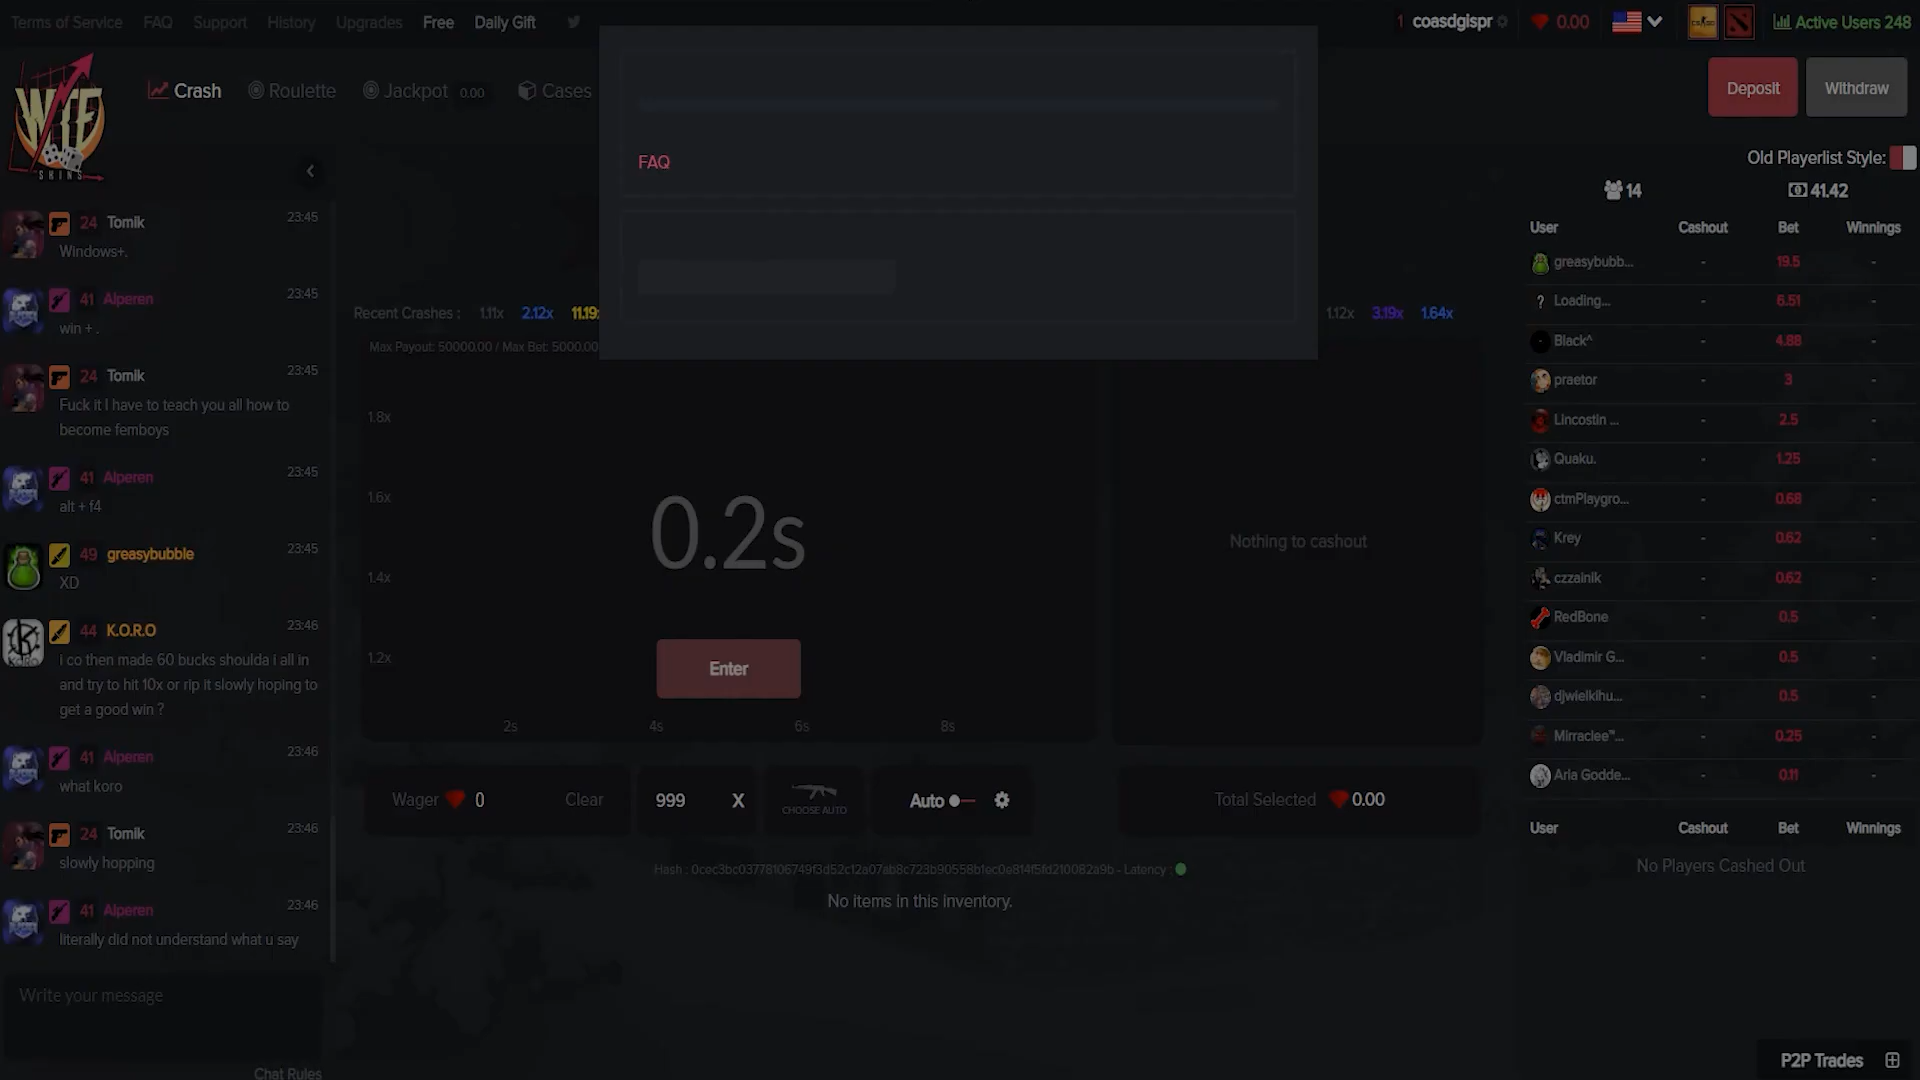 Terms of Service FAQ Support History Upgrades Free Daily Gift
1 coasdgispr 0.00 Active Users 248
WTF SKINS
Crash Roulette Jackpot 0.00 Cases
Deposit Withdraw
FAQ
Old Playerlist Style:
14 41.42
24 Tomik 23:45
Windows+.
41 Alperen 23:45
win + .
24 Tomik 23:45
Fuck it I have to teach you all how to
become femboys
41 Alperen 23:45
alt + f4
49 greasybubble 23:45
XD
44 K.O.R.O 23:46
i co then made 60 bucks shoulda i all in
and try to hit 10x or rip it slowly hoping to
get a good win ?
41 Alperen 23:46
what koro
24 Tomik 23:46
slowly hopping
41 Alperen 23:46
literally did not understand what u say
Write your message
Chat Rules
Recent Crashes : 1.11x 2.12x 11.19x 1.12x 3.19x 1.64x
Max Payout: 50000.00 / Max Bet: 5000.00
1.8x
1.6x
1.4x
1.2x
0.2s
Enter
2s 4s 6s 8s
Nothing to cashout
Wager 0 Clear 999 X CHOOSE AUTO Auto
Total Selected 0.00
Hash : 0cec3bc03778106749f3d52c12a07ab8c723b90558b1ec0e814f5fd210082a9b - Latency :
No items in this inventory.
User Cashout Bet Winnings
greasybubb... - 19.5 -
? Loading... - 6.51 -
Black^ - 4.88 -
praetor - 3 -
Lincostin ... - 2.5 -
Quaku. - 1.25 -
ctmPlaygro... - 0.68 -
Krey - 0.62 -
czzainik - 0.62 -
RedBone - 0.5 -
Vladimir G... - 0.5 -
djwielkihu... - 0.5 -
Mirraclee™... - 0.25 -
Aria Godde... - 0.11 -
User Cashout Bet Winnings
No Players Cashed Out
P2P Trades